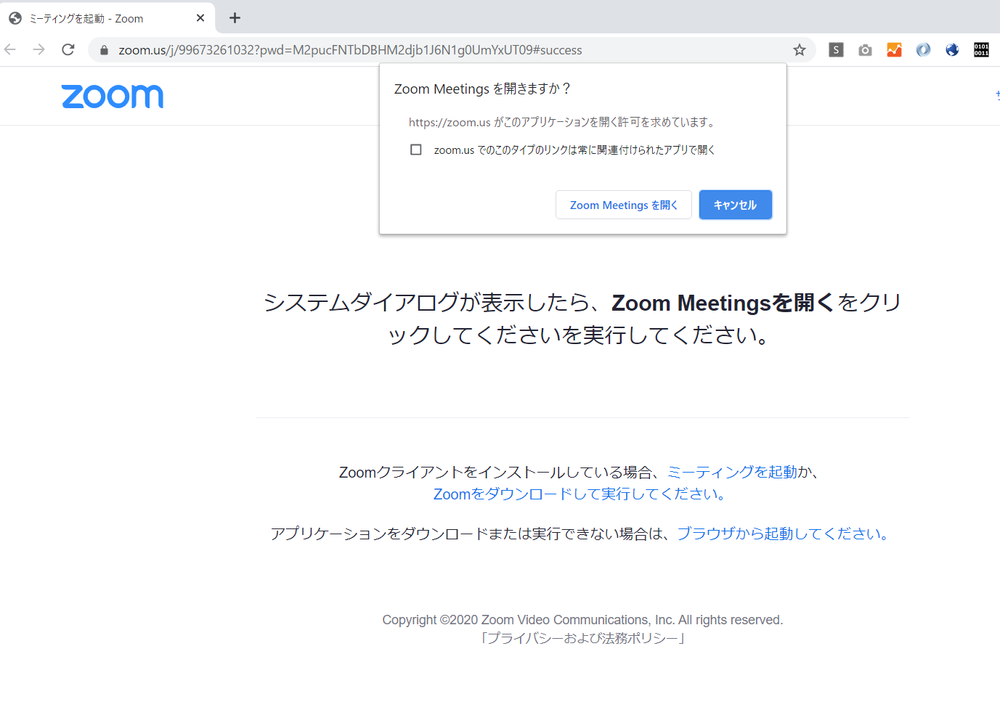 ミーティングを起動 - Zoom
zoom.us/j/99673261032?pwd=M2pucFNTbDBHM2djb1J6N1g0UmYxUT09#success
S
0101
0011
zoom
Zoom Meetings を開きますか？
https://zoom.us がこのアプリケーションを開く許可を求めています。
zoom.us でのこのタイプのリンクは常に関連付けられたアプリで開く
Zoom Meetings を開く
キャンセル
システムダイアログが表示したら、Zoom Meetingsを開くをクリ
ックしてくださいを実行してください。
Zoomクライアントをインストールしている場合、ミーティングを起動か、
Zoomをダウンロードして実行してください。
アプリケーションをダウンロードまたは実行できない場合は、ブラウザから起動してください。
Copyright ©2020 Zoom Video Communications, Inc. All rights reserved.
「プライバシーおよび法務ポリシー」